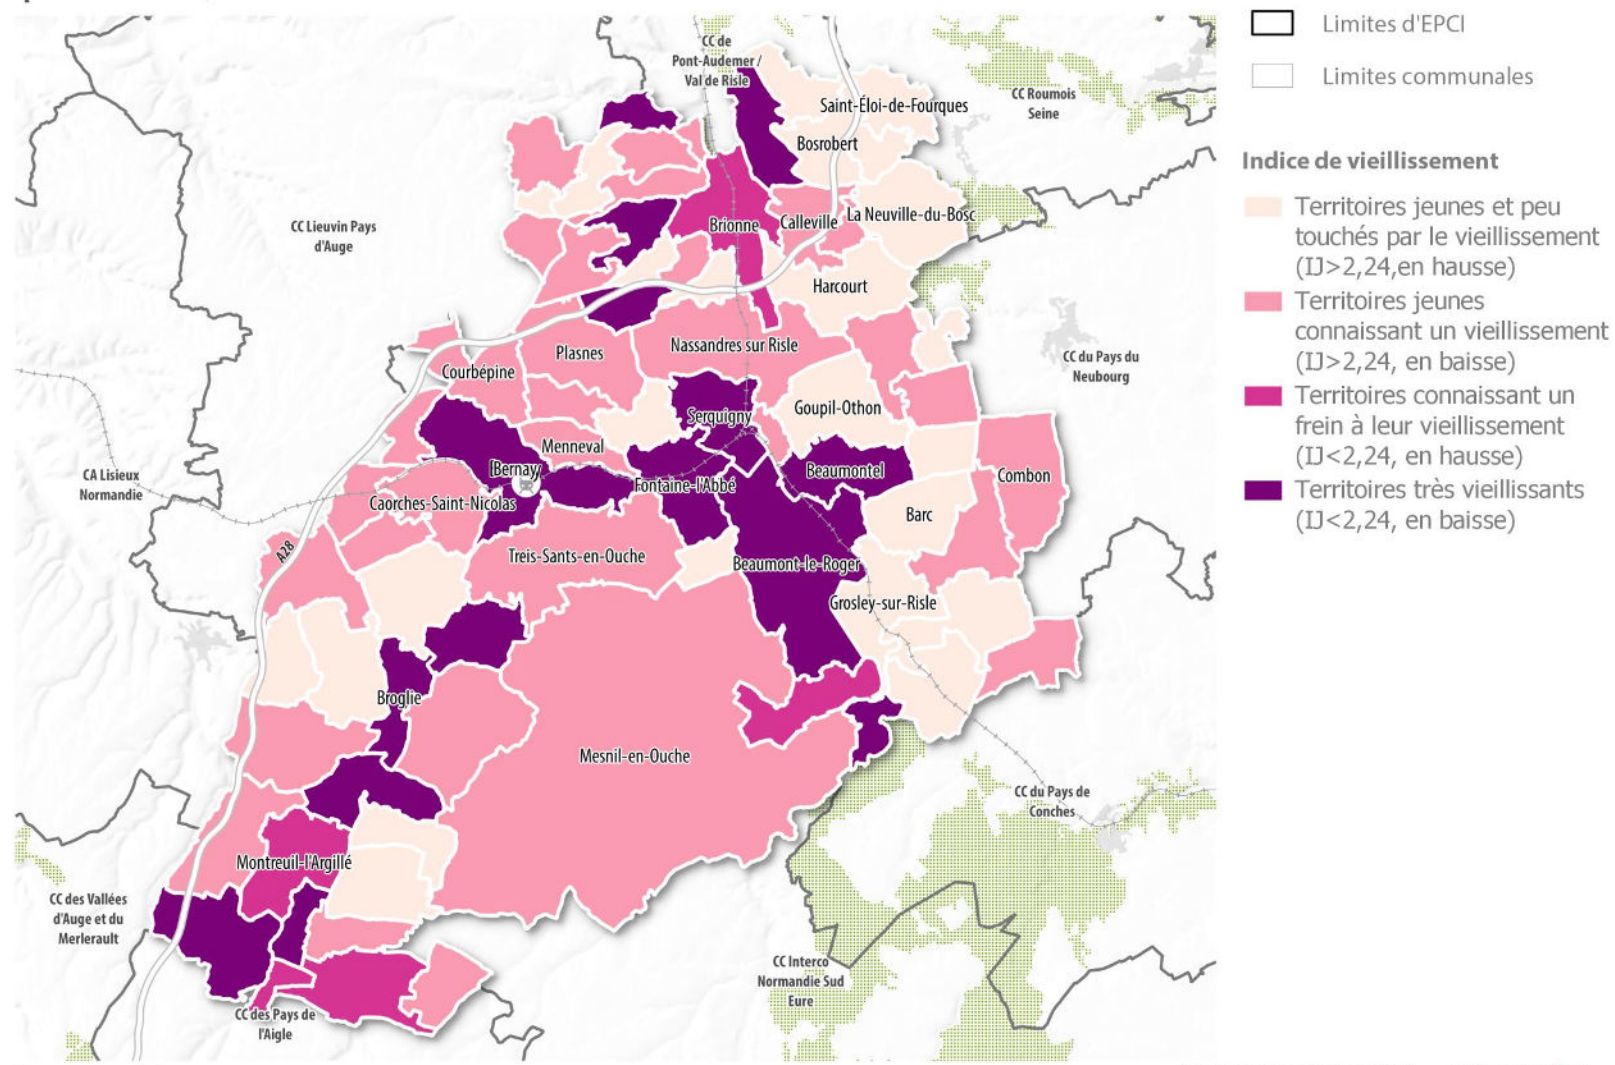 Limites d'EPCI
Limites communales
Indice de vieillissement
Territoires jeunes et peu
touchés par le vieillissement
(IJ>2,24,en hausse)
Territoires jeunes
connaissant un vieillissement
(IJ>2,24, en baisse)
Territoires connaissant un
frein à leur vieillissement
(IJ<2,24, en hausse)
Territoires très vieillissants
(IJ<2,24, en baisse)
CC de
Pont-Audemer /
Val de Risle
CC Roumois
Seine
Saint-Éloi-de-Fourques
Bosrobert
CC Lieuvin Pays
d'Auge
Brionne
Calleville
La Neuville-du-Bosc
Harcourt
Nassandres sur Risle
Plasnes
Courbépine
CC du Pays du
Neubourg
Serquigny
Goupil-Othon
Menneval
Bernay
Fontaine-l'Abbé
Beaumontel
Combon
CA Lisieux
Normandie
Caorches-Saint-Nicolas
Barc
A28
Treis-Sants-en-Ouche
Beaumont-le-Roger
Grosley-sur-Risle
Broglie
Mesnil-en-Ouche
CC du Pays de
Conches
Montreuil-l'Argillé
CC des Vallées
d'Auge et du
Merlerault
CC Interco
Normandie Sud
Eure
CC des Pays de
l'Aigle